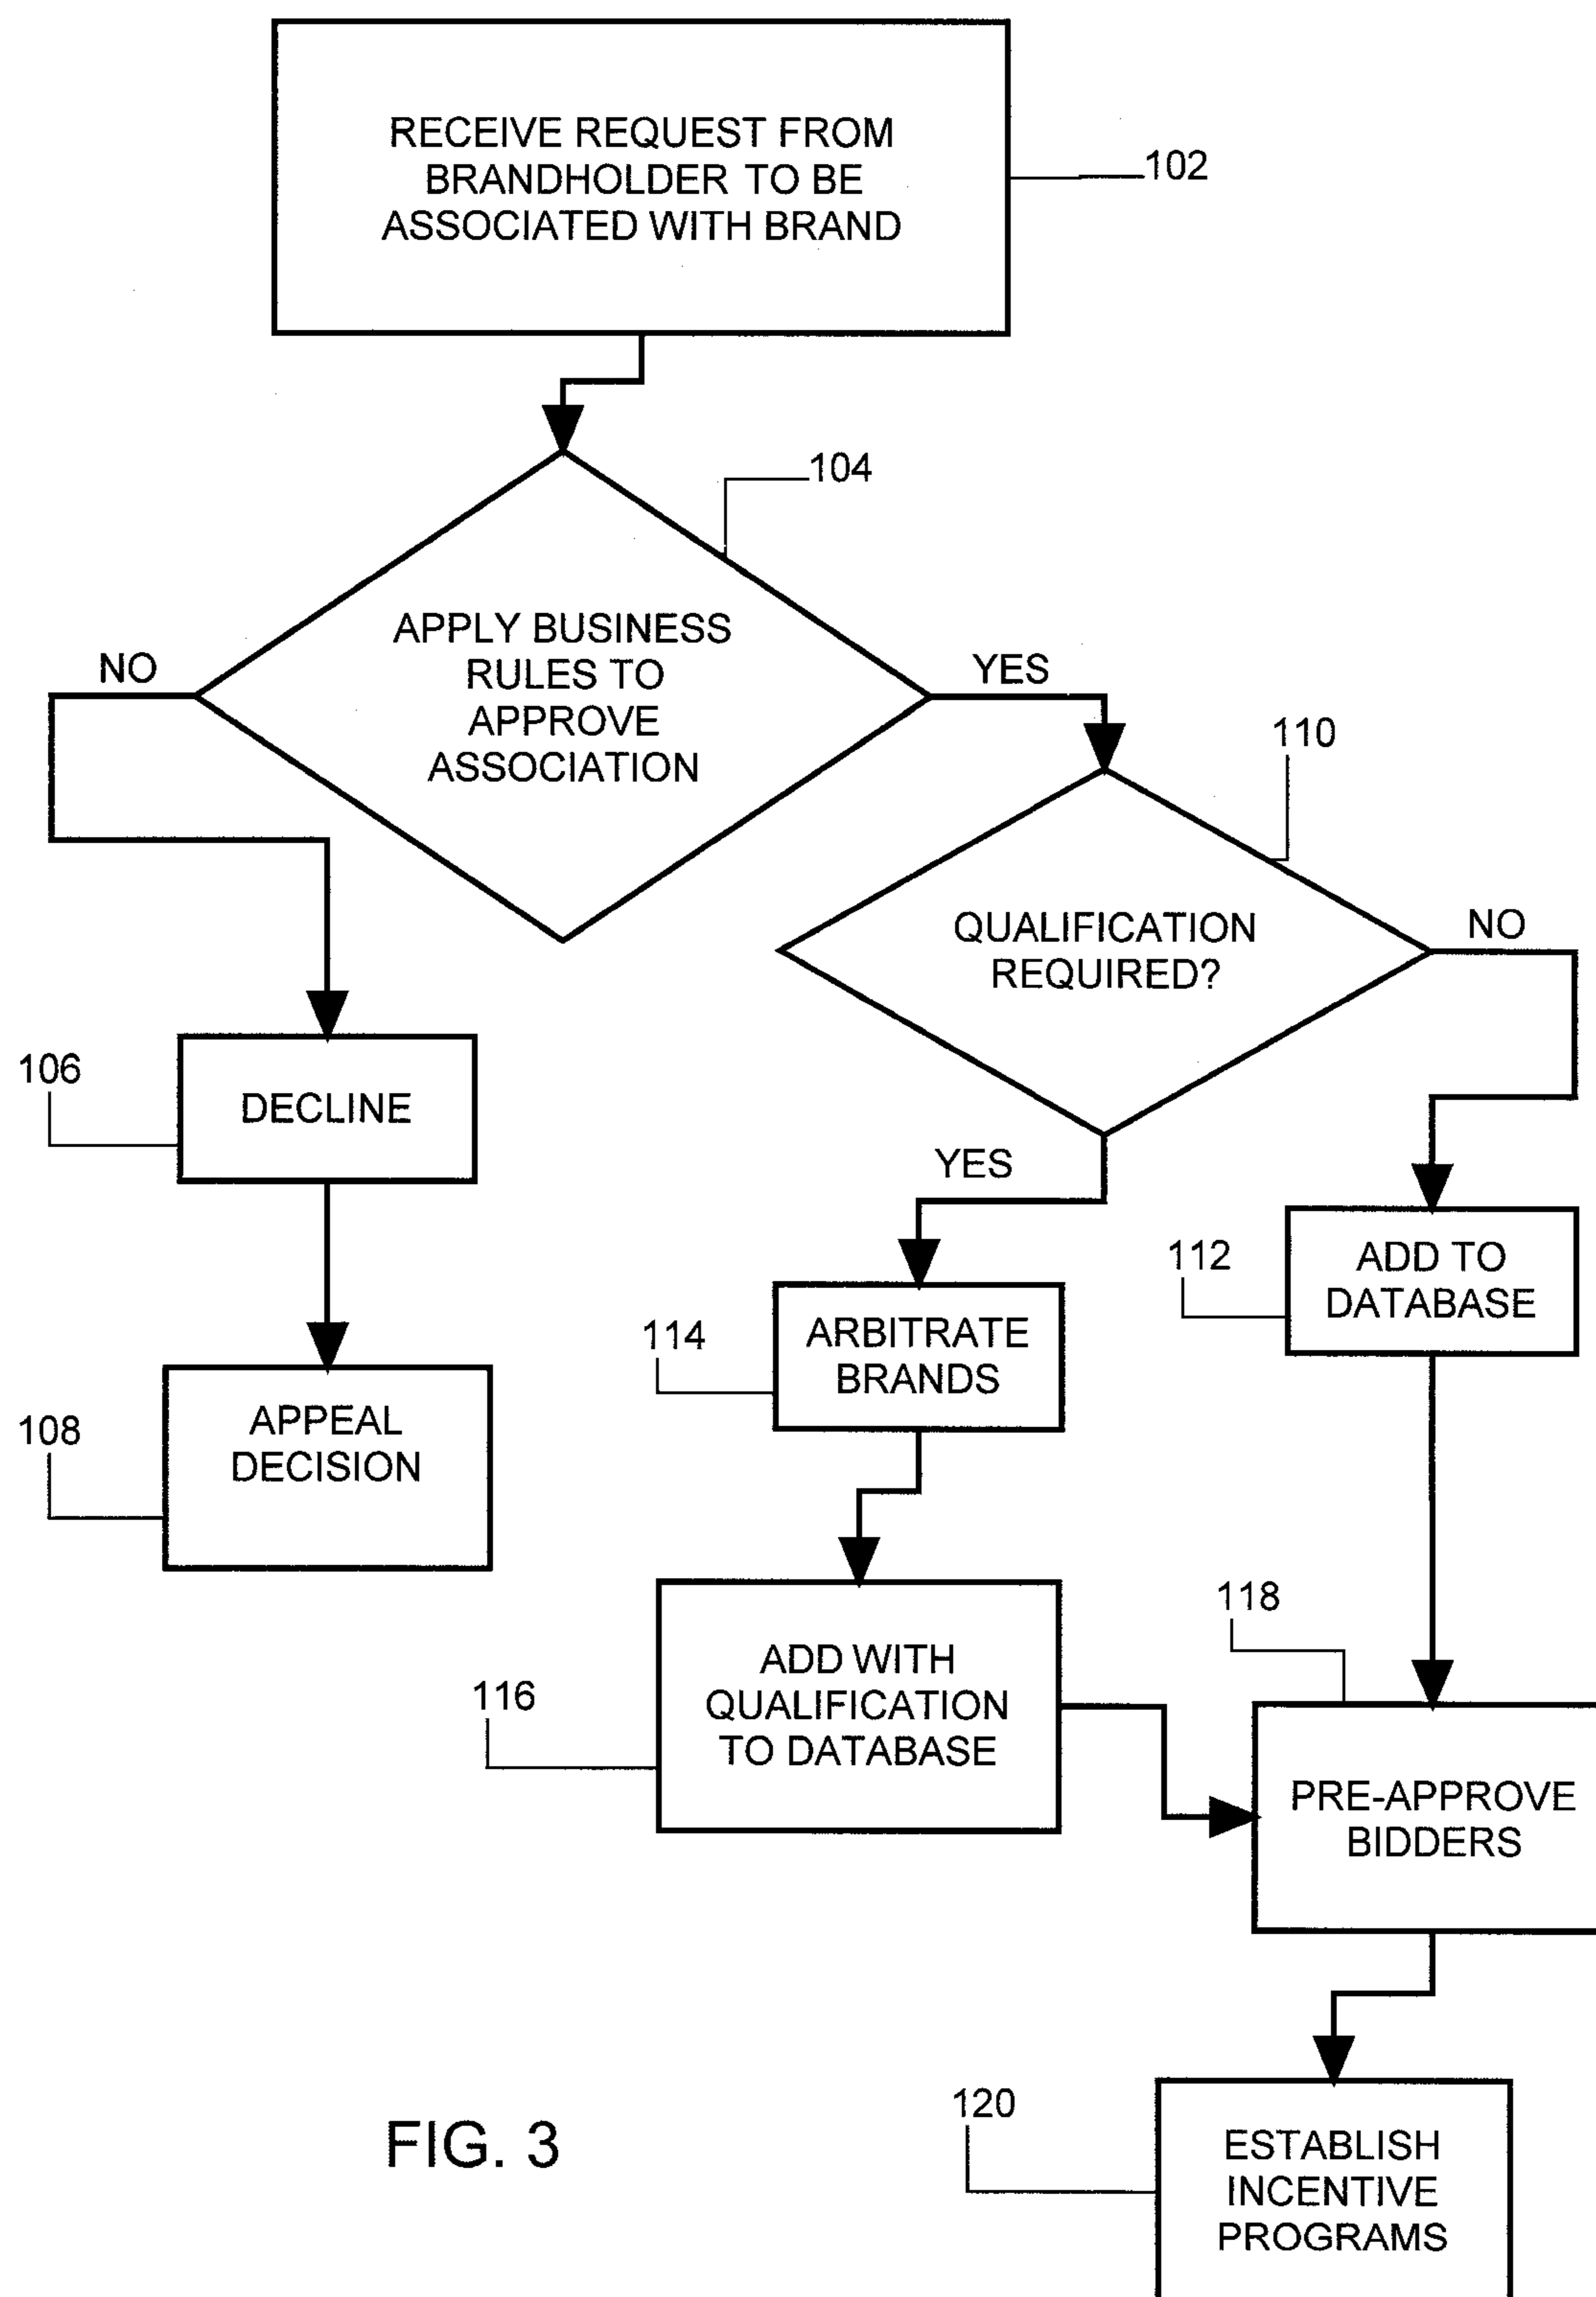 RECEIVE REQUEST FROM
BRANDHOLDER TO BE
ASSOCIATED WITH BRAND
102
104
APPLY BUSINESS
RULES TO
APPROVE
ASSOCIATION
NO
YES
110
QUALIFICATION
REQUIRED?
NO
YES
106
DECLINE
112
ADD TO
DATABASE
114
ARBITRATE
BRANDS
108
APPEAL
DECISION
118
116
ADD WITH
QUALIFICATION
TO DATABASE
PRE-APPROVE
BIDDERS
120
ESTABLISH
INCENTIVE
PROGRAMS
FIG. 3